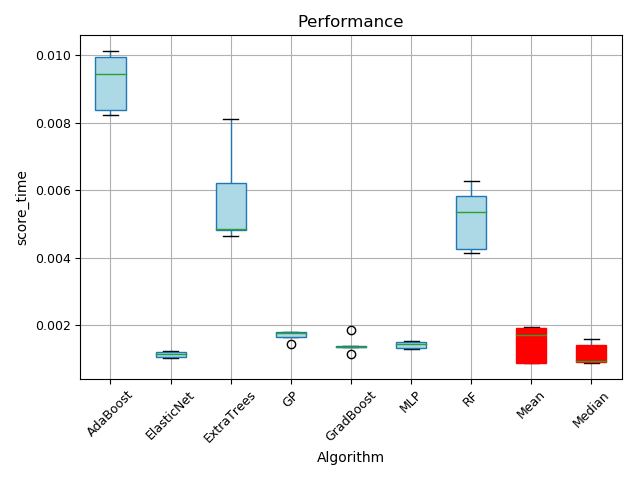 Performance
score_time
0.010
0.008
0.006
0.004
0.002
AdaBoost
ElasticNet
ExtraTrees
GP
GradBoost
MLP
RF
Mean
Median
Algorithm